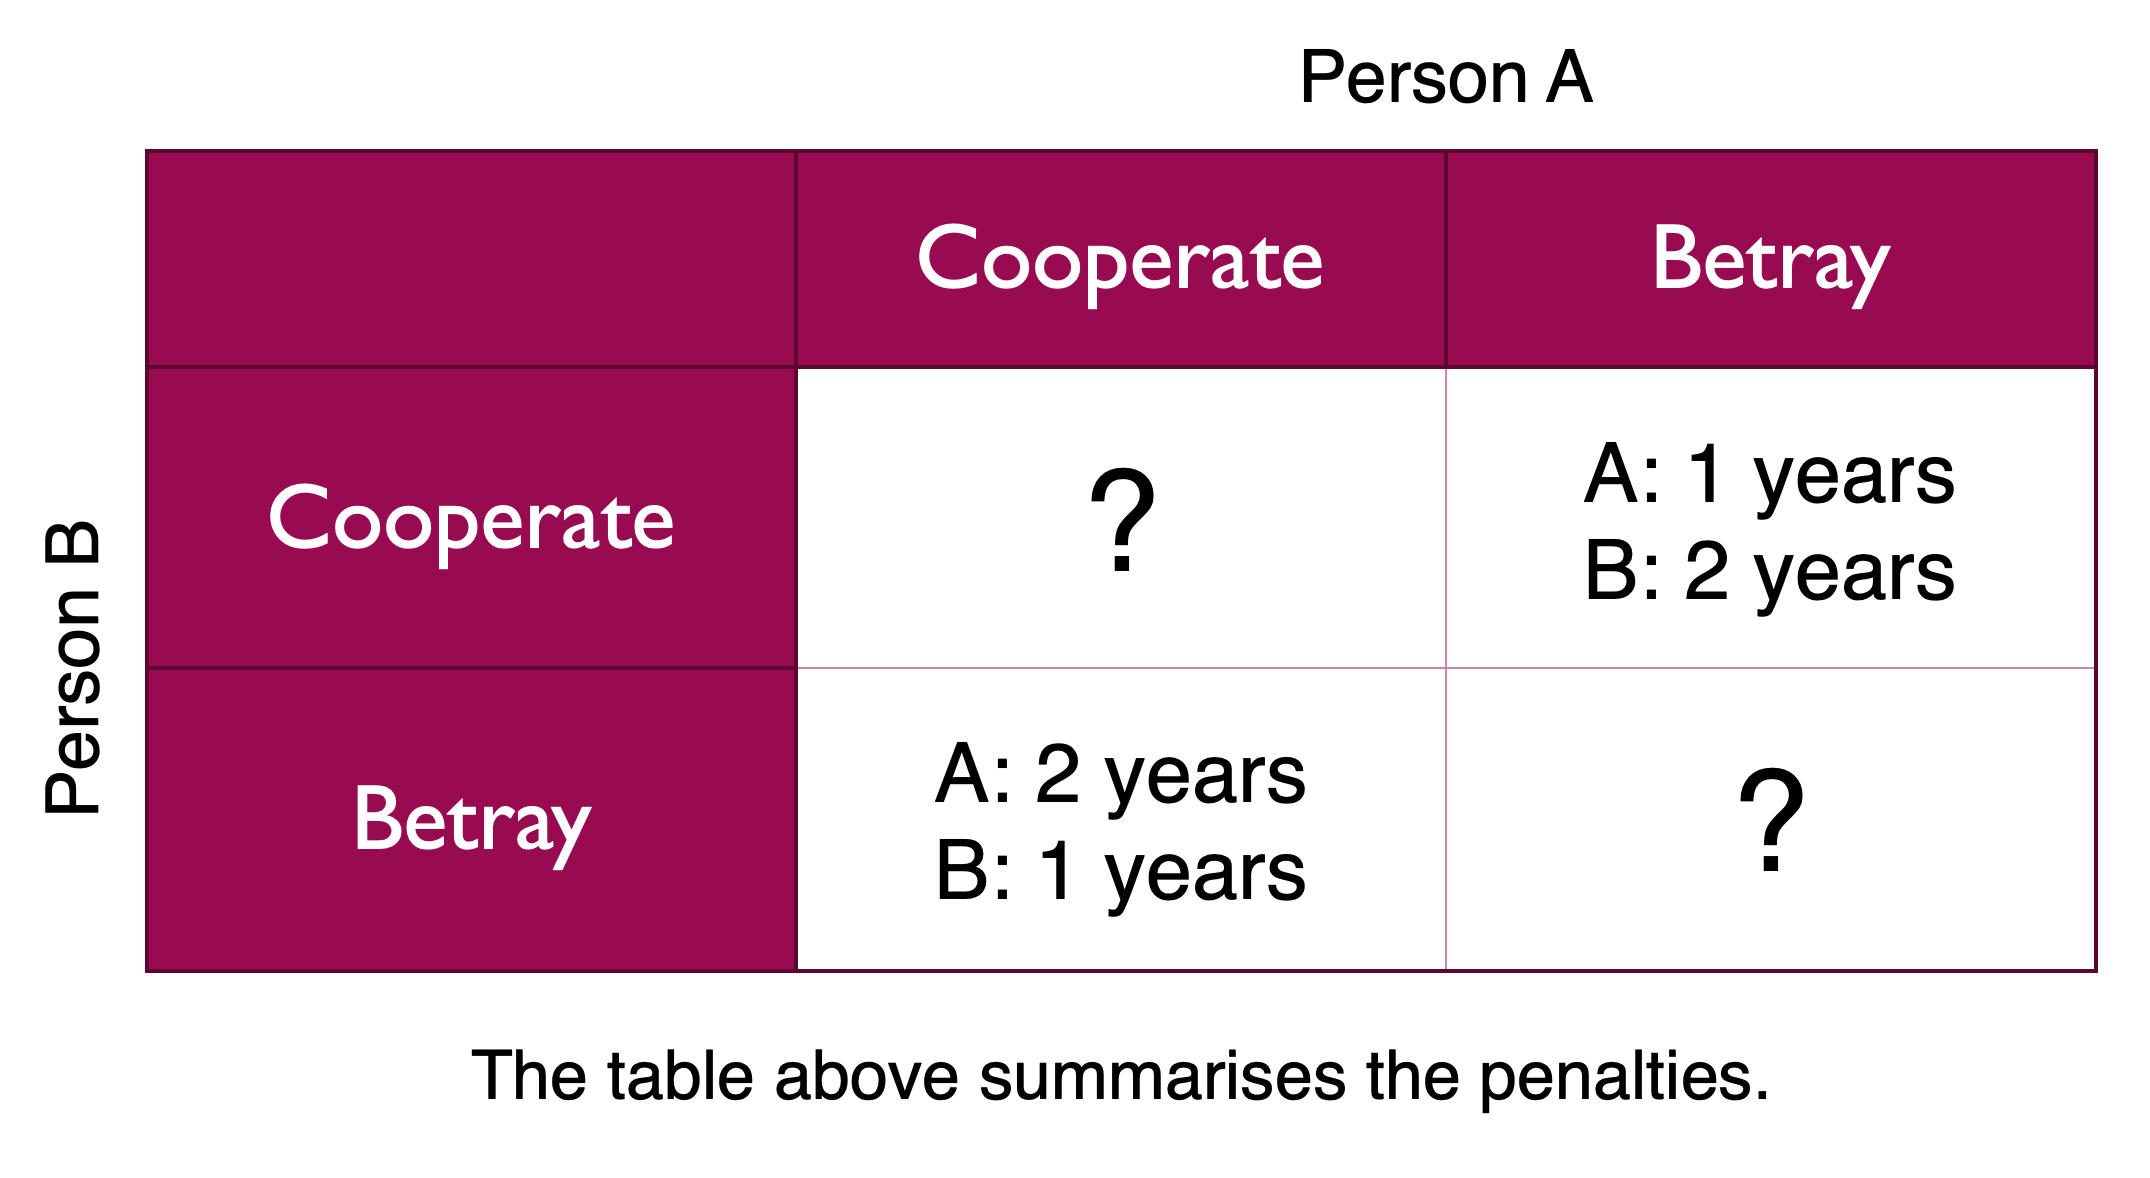 Person A
Cooperate Betray
Person B
Cooperate ? A: 1 years
B: 2 years
Betray A: 2 years
B: 1 years ?
The table above summarises the penalties.